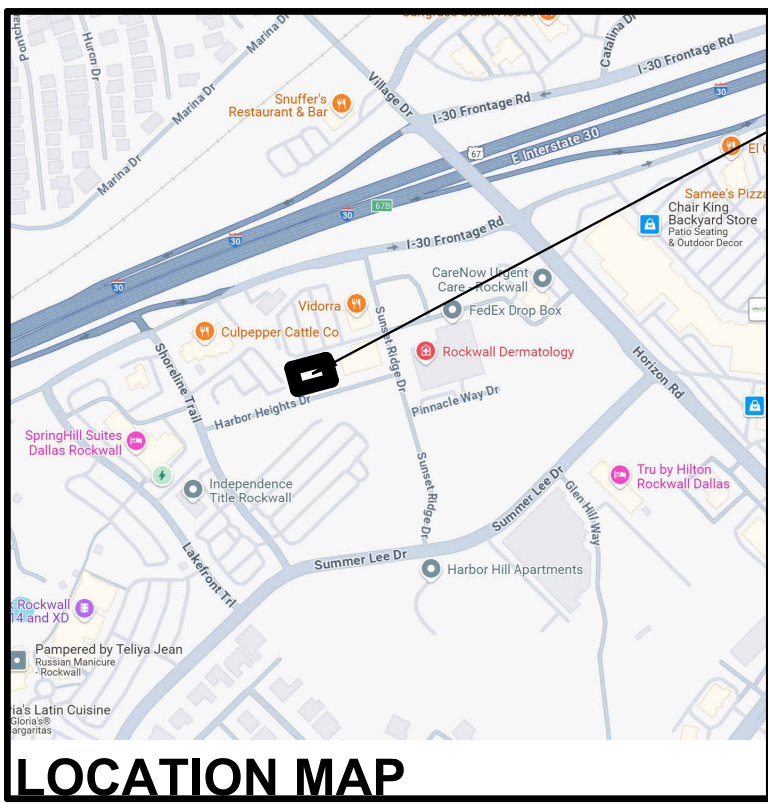 Pontcha
Huron Dr
Marina Dr
Marina Dr
Marina Dr
Snuffer's
Restaurant & Bar
Village Dr
Catalina Dr
I-30 Frontage Rd
I-30 Frontage Rd
67
E Interstate 30
30
El C
Samee's Pizza
Chair King
Backyard Store
Patio Seating
& Outdoor Decor
67B
30
30
30
I-30 Frontage Rd
CareNow Urgent
Care - Rockwall
FedEx Drop Box
Vidorra
Culpepper Cattle Co
Sunset Ridge Dr
Rockwall Dermatology
Shoreline Trail
Harbor Heights Dr
Pinnacle Way Dr
Horizon Rd
SpringHill Suites
Dallas Rockwall
Independence
Title Rockwall
Sunset Ridge Dr
Summer Lee Dr
Glen Hill Way
Tru by Hilton
Rockwall Dallas
Lakefront Trl
Summer Lee Dr
Harbor Hill Apartments
k Rockwall
14 and XD
Pampered by Teliya Jean
Russian Manicure
- Rockwall
ria's Latin Cuisine
Gloria's®
argaritas
LOCATION MAP